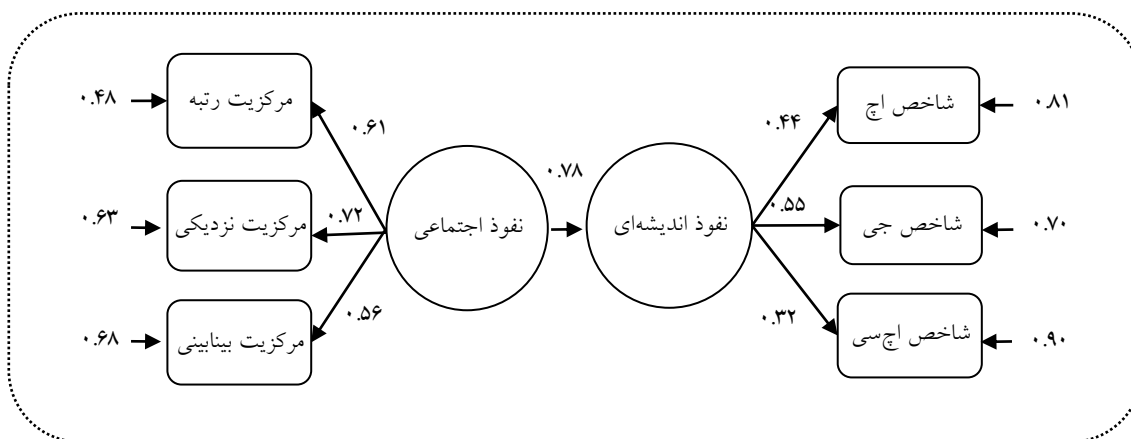 ۰.۴۸
مرکزیت رتبه
۰.۶۱
۰.۶۳
مرکزیت نزدیکی
۰.۷۲
۰.۶۸
مرکزیت بینابینی
۰.۵۶
نفوذ اجتماعی
۰.۷۸
نفوذ اندیشه‌ای
۰.۴۴
شاخص اچ
۰.۸۱
۰.۵۵
شاخص جی
۰.۷۰
۰.۳۲
شاخص اچ‌سی
۰.۹۰